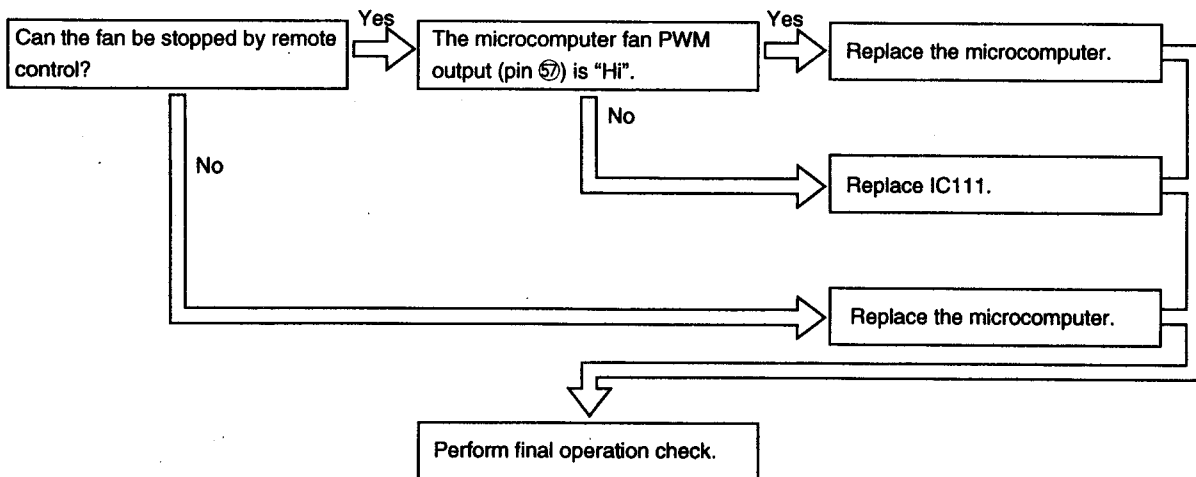 Can the fan be stopped by remote
control?
Yes
The microcomputer fan PWM
output (pin ㊼) is “Hi”.
Yes
Replace the microcomputer.
No
No
Replace IC111.
Replace the microcomputer.
Perform final operation check.